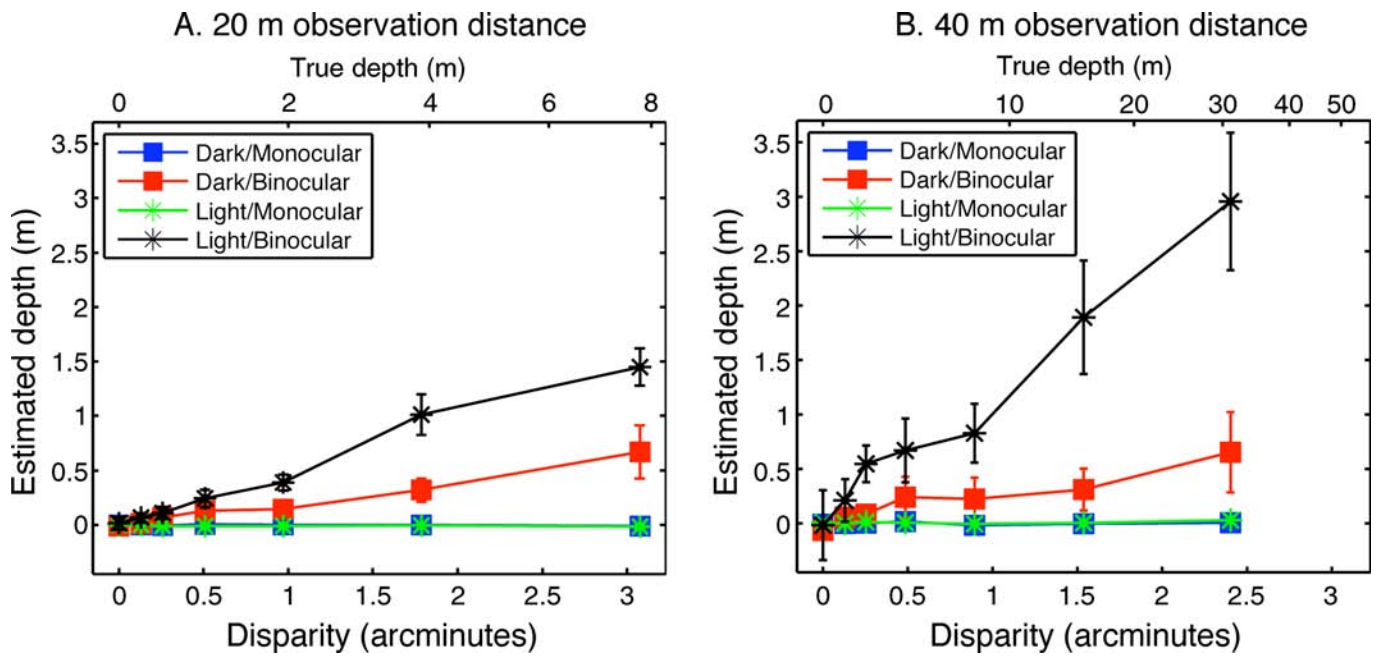 A. 20 m observation distance
True depth (m)
0 2 4 6 8
3.5
3
2.5
2
1.5
1
0.5
0
Estimated depth (m)
Dark/Monocular
Dark/Binocular
Light/Monocular
Light/Binocular
0 0.5 1 1.5 2 2.5 3
Disparity (arcminutes)
B. 40 m observation distance
True depth (m)
0 10 20 30 40 50
3.5
3
2.5
2
1.5
1
0.5
0
Estimated depth (m)
Dark/Monocular
Dark/Binocular
Light/Monocular
Light/Binocular
0 0.5 1 1.5 2 2.5 3
Disparity (arcminutes)